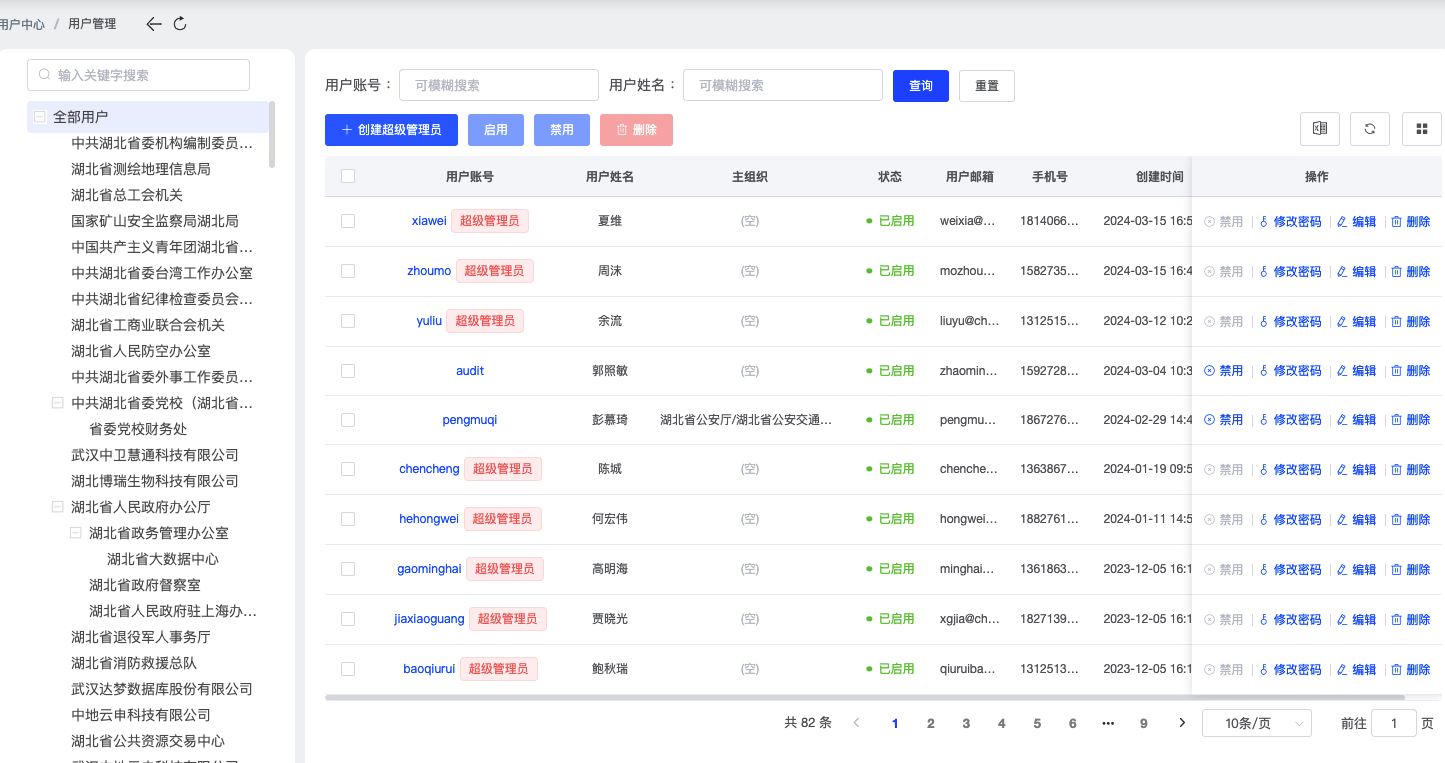 用户中心 / 用户管理
输入关键字搜索
全部用户
中共湖北省委机构编制委员...
湖北省测绘地理信息局
湖北省总工会机关
国家矿山安全监察局湖北局
中国共产主义青年团湖北省...
中共湖北省委台湾工作办公室
中共湖北省纪律检查委员会...
湖北省工商业联合会机关
湖北省人民防空办公室
中共湖北省委外事工作委员...
中共湖北省委党校（湖北省...
省委党校财务处
武汉中卫慧通科技有限公司
湖北博瑞生物科技有限公司
湖北省人民政府办公厅
湖北省政务管理办公室
湖北省大数据中心
湖北省政府督察室
湖北省人民政府驻上海办...
湖北省退役军人事务厅
湖北省消防救援总队
武汉达梦数据库股份有限公司
中地云申科技有限公司
湖北省公共资源交易中心
用户账号： 可模糊搜索 用户姓名： 可模糊搜索 查询 重置
+ 创建超级管理员 启用 禁用 删除
用户账号 用户姓名 主组织 状态 用户邮箱 手机号 创建时间 操作
xiawei 超级管理员 夏维 (空) 已启用 weixia@... 1814066... 2024-03-15 16:5 禁用 修改密码 编辑 删除
zhoumo 超级管理员 周沫 (空) 已启用 mozhou... 1582735... 2024-03-15 16:4 禁用 修改密码 编辑 删除
yuliu 超级管理员 余流 (空) 已启用 liuyu@ch... 1312515... 2024-03-12 10:2 禁用 修改密码 编辑 删除
audit 郭照敏 (空) 已启用 zhaomin... 1592728... 2024-03-04 10:3 禁用 修改密码 编辑 删除
pengmuqi 彭慕琦 湖北省公安厅/湖北省公安交通... 已启用 pengmu... 1867276... 2024-02-29 14:4 禁用 修改密码 编辑 删除
chencheng 超级管理员 陈城 (空) 已启用 chenche... 1363867... 2024-01-19 09:5 禁用 修改密码 编辑 删除
hehongwei 超级管理员 何宏伟 (空) 已启用 hongwei... 1882761... 2024-01-11 14:5 禁用 修改密码 编辑 删除
gaominghai 超级管理员 高明海 (空) 已启用 minghai... 1361863... 2023-12-05 16:1 禁用 修改密码 编辑 删除
jiaxiaoguang 超级管理员 贾晓光 (空) 已启用 xgjia@ch... 1827139... 2023-12-05 16:1 禁用 修改密码 编辑 删除
baoqiurui 超级管理员 鲍秋瑞 (空) 已启用 qiuruiba... 1312513... 2023-12-05 16:1 禁用 修改密码 编辑 删除
共 82 条 < 1 2 3 4 5 6 ... 9 > 10条/页 前往 1 页